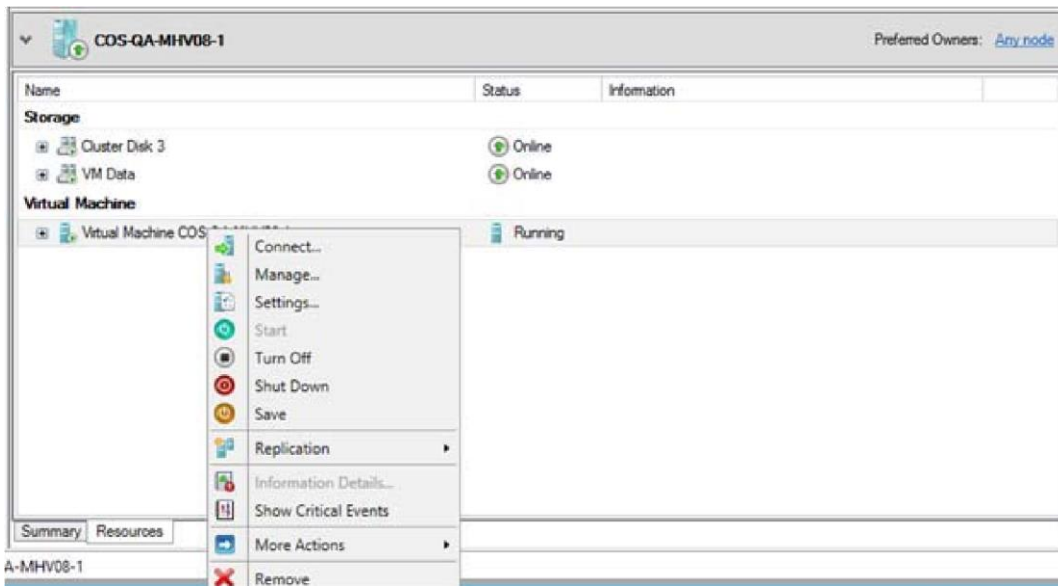 COS-QA-MHV08-1
Preferred Owners: Any node
Name Status Information
Storage
Cluster Disk 3 Online
VM Data Online
Virtual Machine
Virtual Machine COS Running
Connect...
Manage...
Settings...
Start
Turn Off
Shut Down
Save
Replication
Information Details...
Show Critical Events
More Actions
Remove
Summary Resources
A-MHV08-1